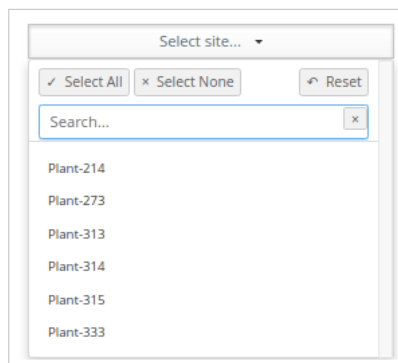 Select site...
✓ Select All × Select None ↶ Reset
Search... ×
Plant-214
Plant-273
Plant-313
Plant-314
Plant-315
Plant-333